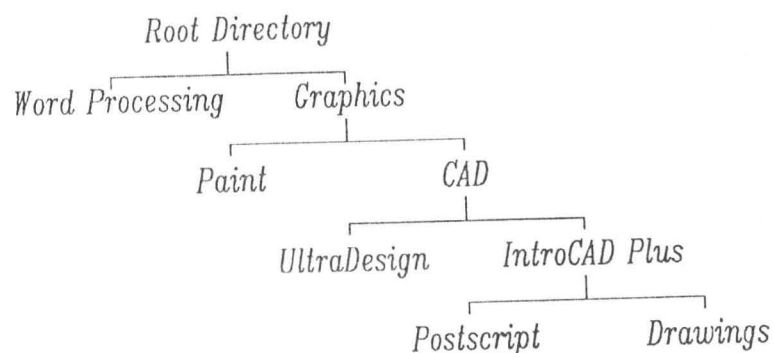 Root Directory
Word Processing Graphics
Paint CAD
UltraDesign IntroCAD Plus
Postscript Drawings